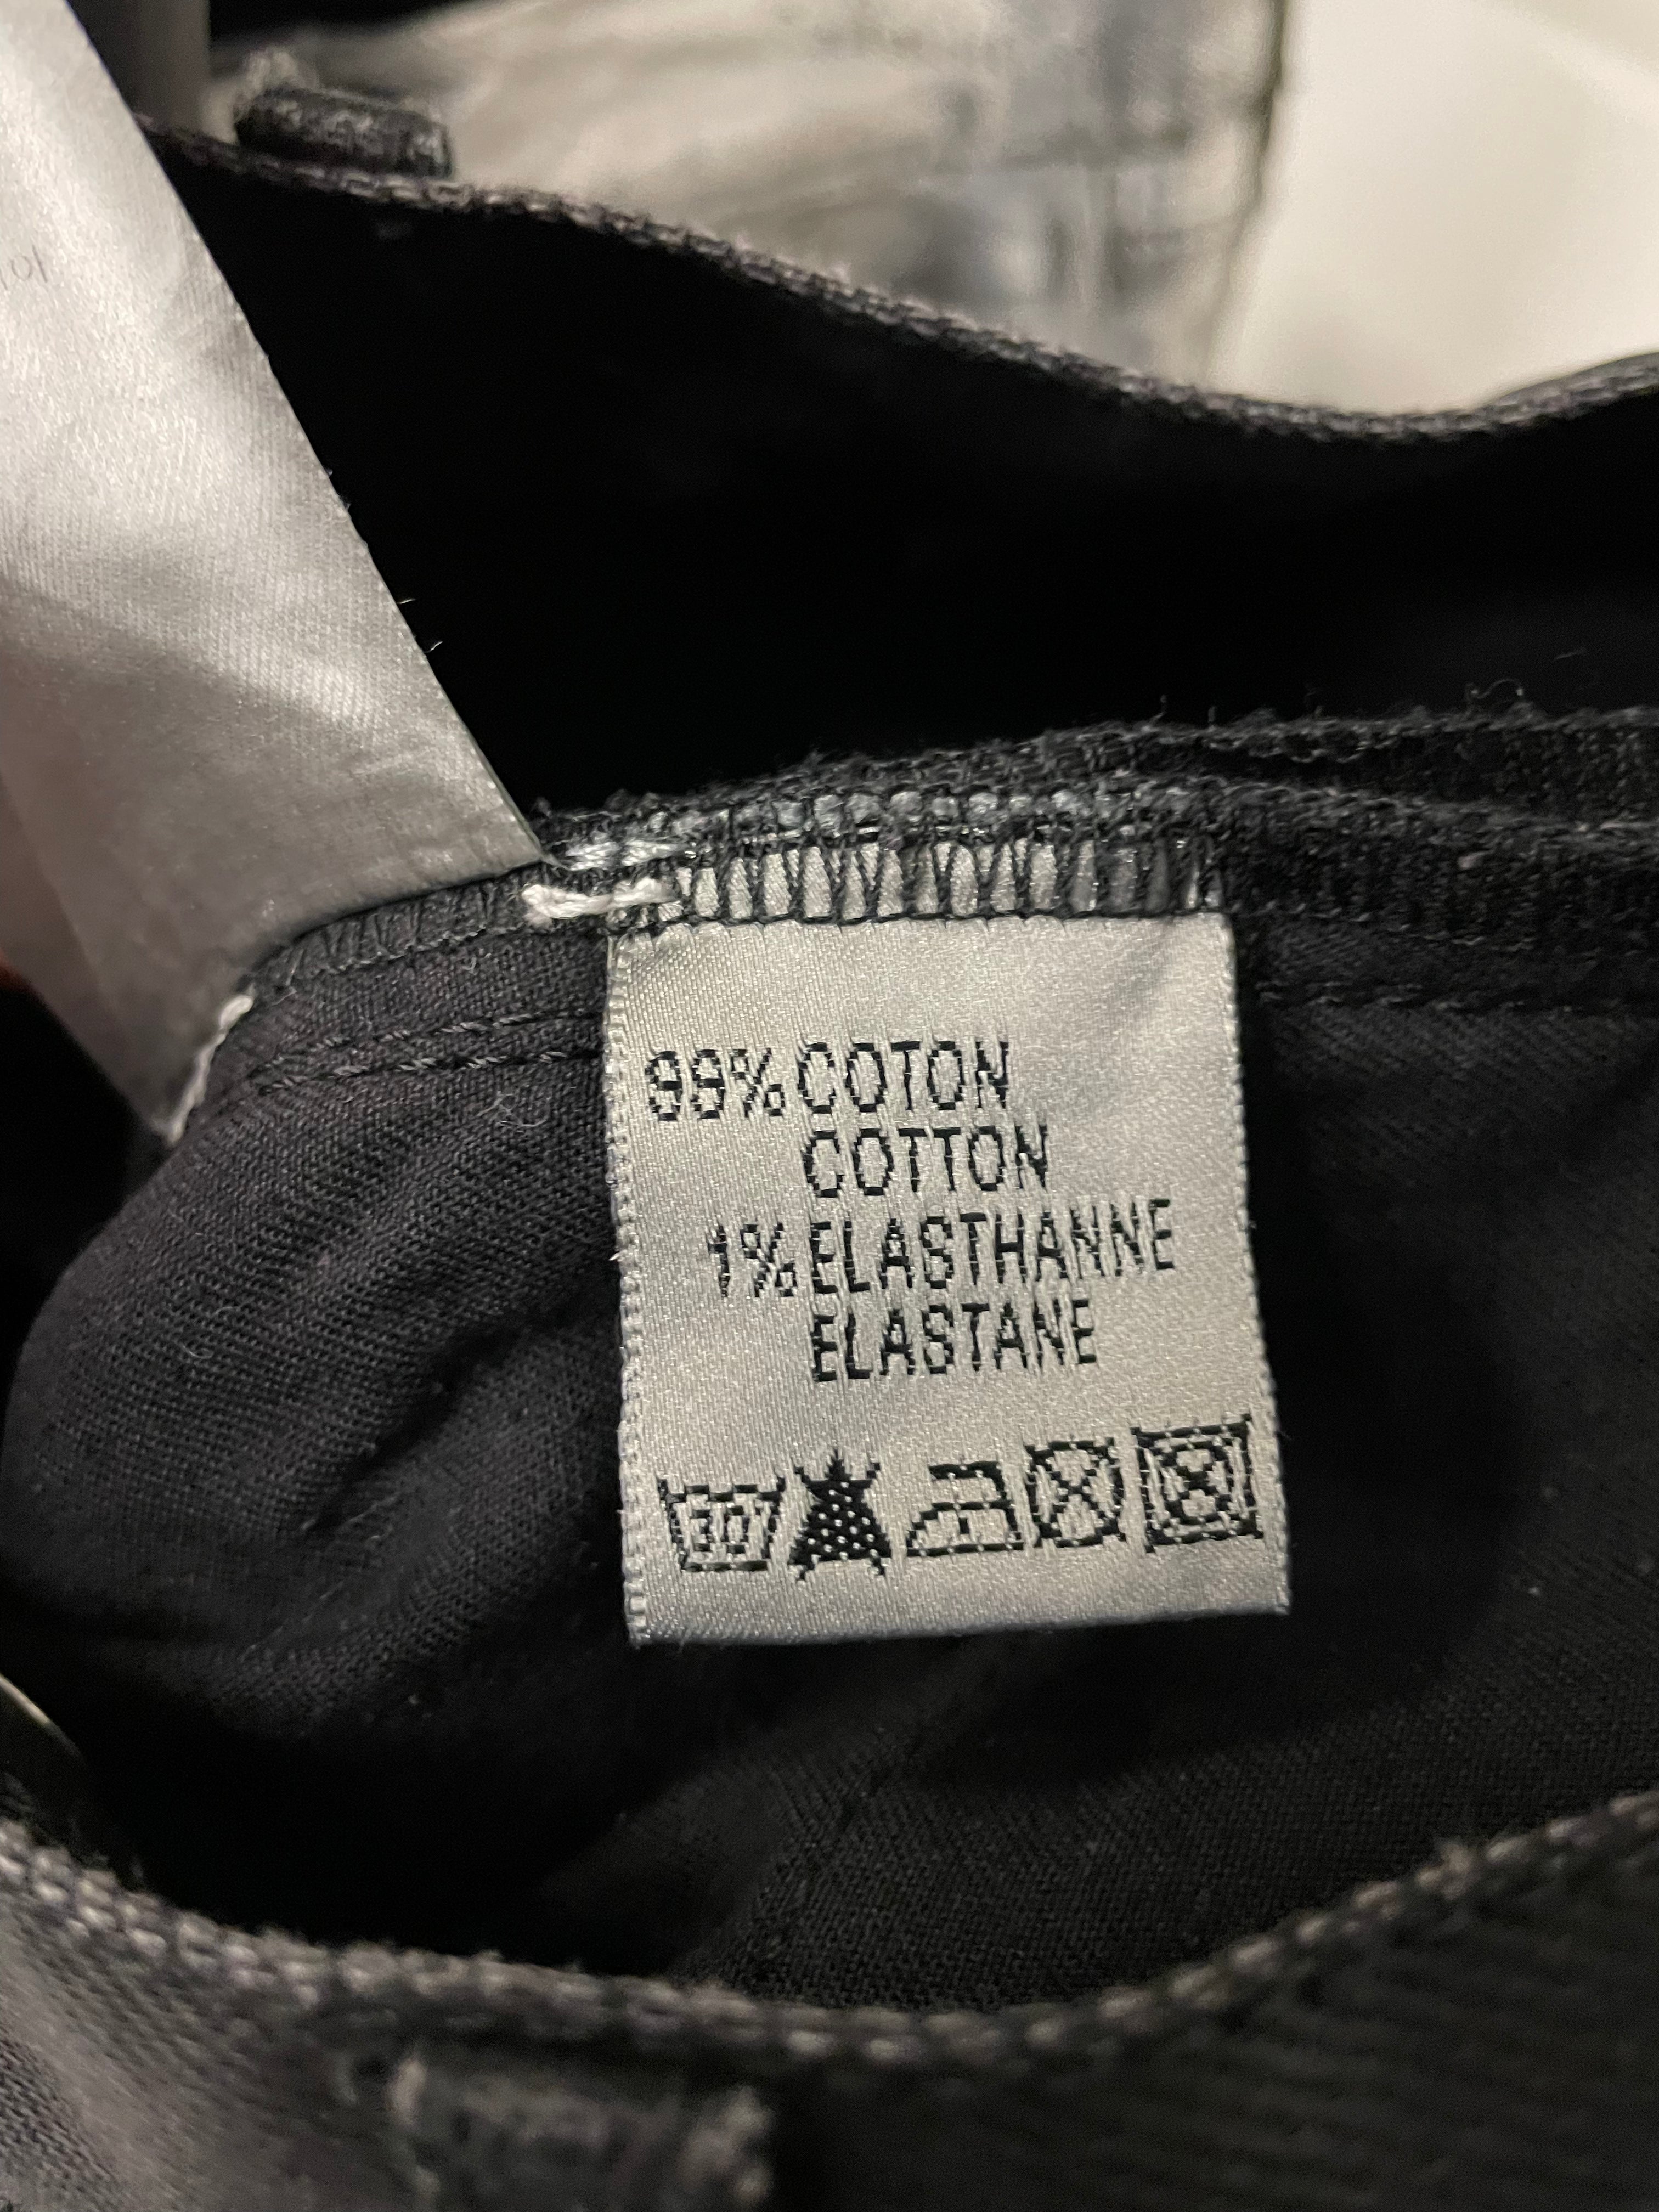 99% COTON
COTTON
1% ELASTHANNE
ELASTANE
30°